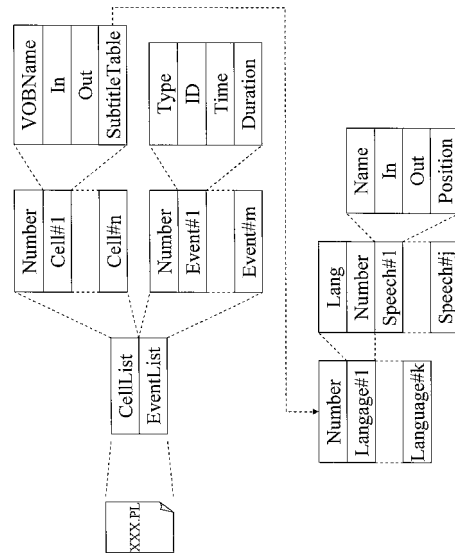 XXX.PL
CellList
EventList
Number
Cell#1
Cell#n
Number
Event#1
Event#m
VOBName
In
Out
SubtitleTable
Type
ID
Time
Duration
Number
Langage#1
Language#k
Lang
Number
Speech#1
Speech#j
Name
In
Out
Position